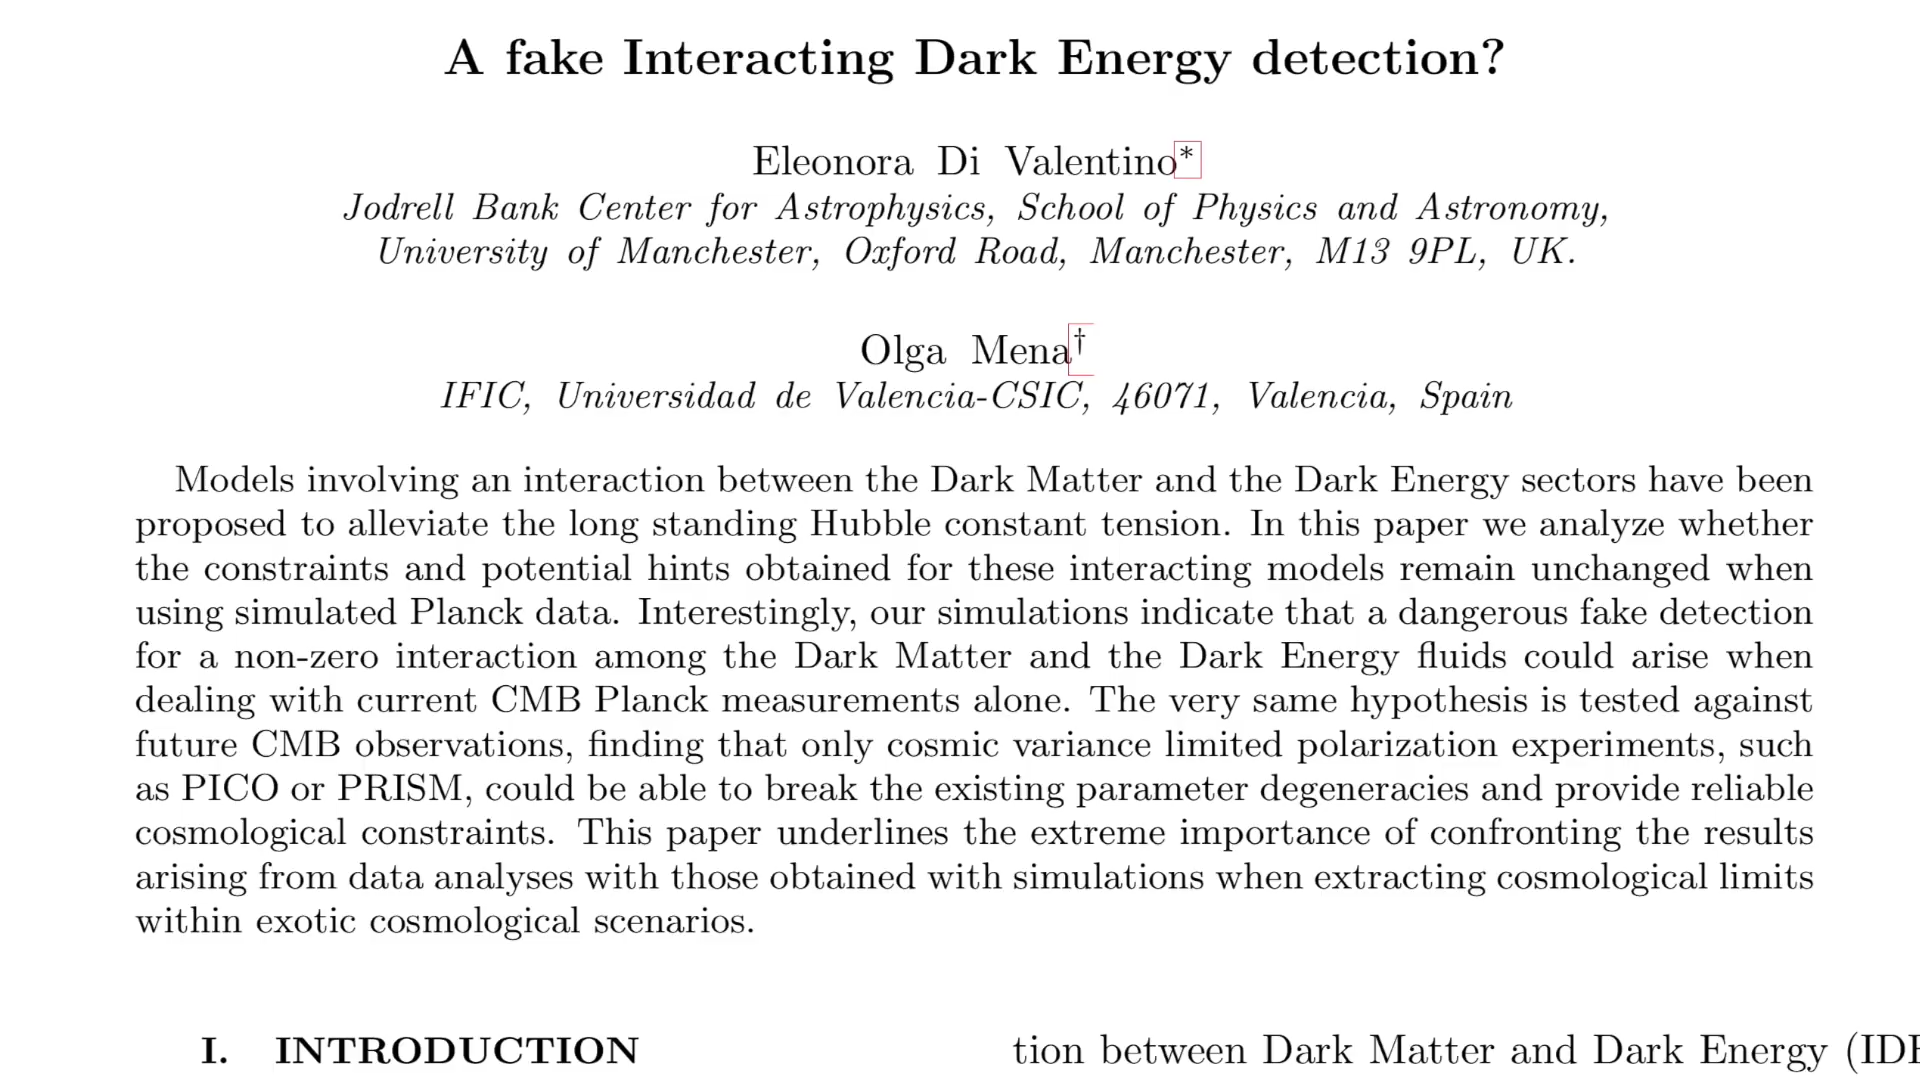 A fake Interacting Dark Energy detection?
Eleonora Di Valentino*
Jodrell Bank Center for Astrophysics, School of Physics and Astronomy,
University of Manchester, Oxford Road, Manchester, M13 9PL, UK.
Olga Mena†
IFIC, Universidad de Valencia-CSIC, 46071, Valencia, Spain
Models involving an interaction between the Dark Matter and the Dark Energy sectors have been
proposed to alleviate the long standing Hubble constant tension. In this paper we analyze whether
the constraints and potential hints obtained for these interacting models remain unchanged when
using simulated Planck data. Interestingly, our simulations indicate that a dangerous fake detection
for a non-zero interaction among the Dark Matter and the Dark Energy fluids could arise when
dealing with current CMB Planck measurements alone. The very same hypothesis is tested against
future CMB observations, finding that only cosmic variance limited polarization experiments, such
as PICO or PRISM, could be able to break the existing parameter degeneracies and provide reliable
cosmological constraints. This paper underlines the extreme importance of confronting the results
arising from data analyses with those obtained with simulations when extracting cosmological limits
within exotic cosmological scenarios.
I. INTRODUCTION
tion between Dark Matter and Dark Energy